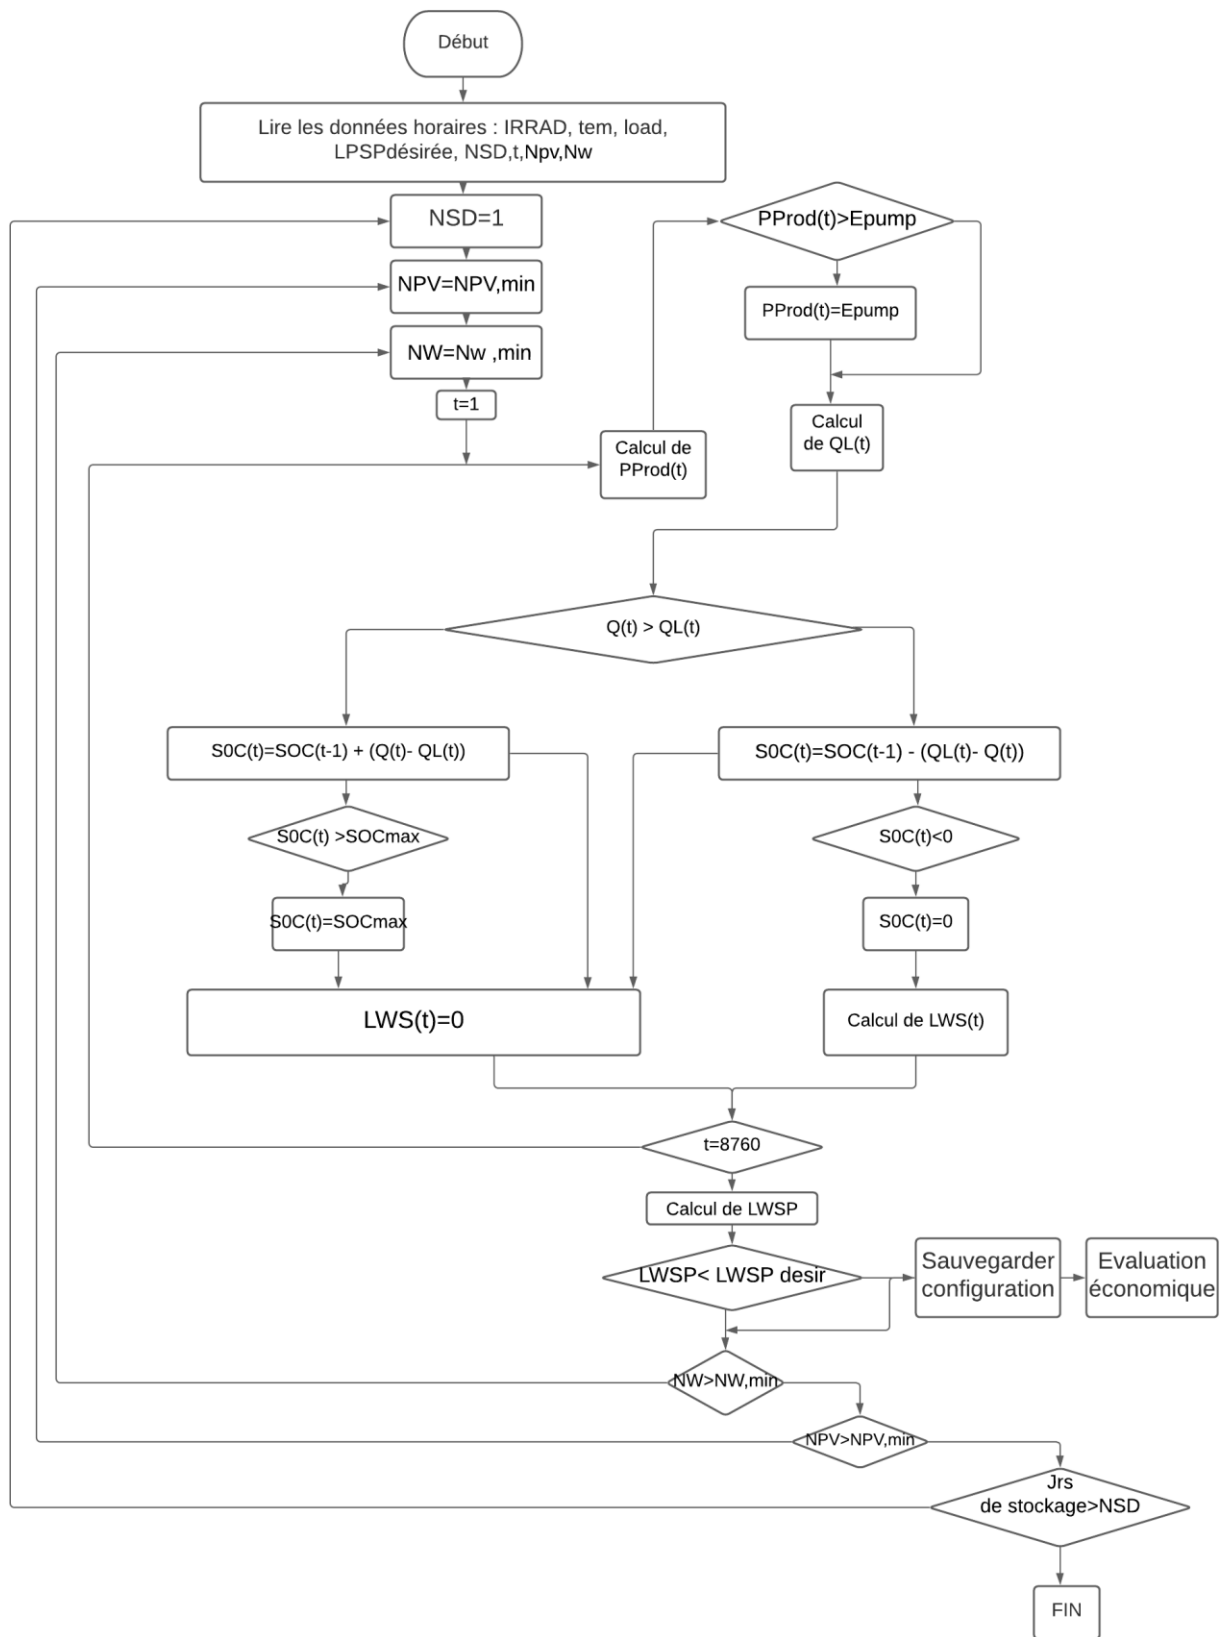 Début
Lire les données horaires : IRRAD, tem, load,
LPSPdésirée, NSD,t,Npv,Nw
NSD=1
NPV=NPV,min
NW=Nw ,min
t=1
Calcul de
PProd(t)
PProd(t)>Epump
PProd(t)=Epump
Calcul
de QL(t)
Q(t) > QL(t)
S0C(t)=SOC(t-1) + (Q(t)- QL(t))
S0C(t)=SOC(t-1) - (QL(t)- Q(t))
S0C(t) >SOCmax
S0C(t)<0
S0C(t)=SOCmax
S0C(t)=0
LWS(t)=0
Calcul de LWS(t)
t=8760
Calcul de LWSP
LWSP< LWSP desir
Sauvegarder
configuration
Evaluation
économique
NW>NW,min
NPV>NPV,min
Jrs
de stockage>NSD
FIN